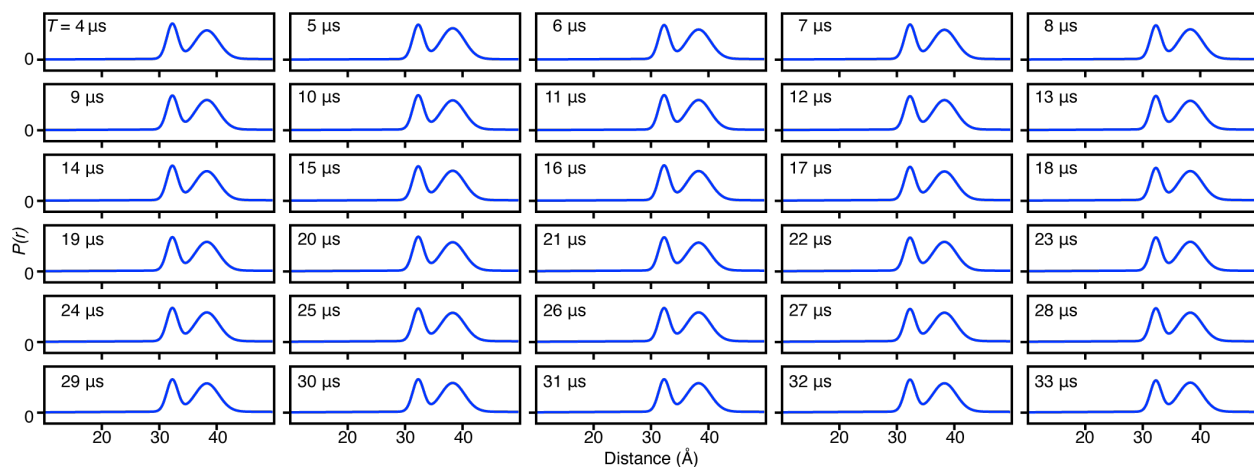 T = 4 µs 5 µs 6 µs 7 µs 8 µs
0
9 µs 10 µs 11 µs 12 µs 13 µs
0
14 µs 15 µs 16 µs 17 µs 18 µs
0
P(r)
19 µs 20 µs 21 µs 22 µs 23 µs
0
24 µs 25 µs 26 µs 27 µs 28 µs
0
29 µs 30 µs 31 µs 32 µs 33 µs
0
20 30 40 20 30 40 20 30 40 20 30 40 20 30 40
Distance (Å)